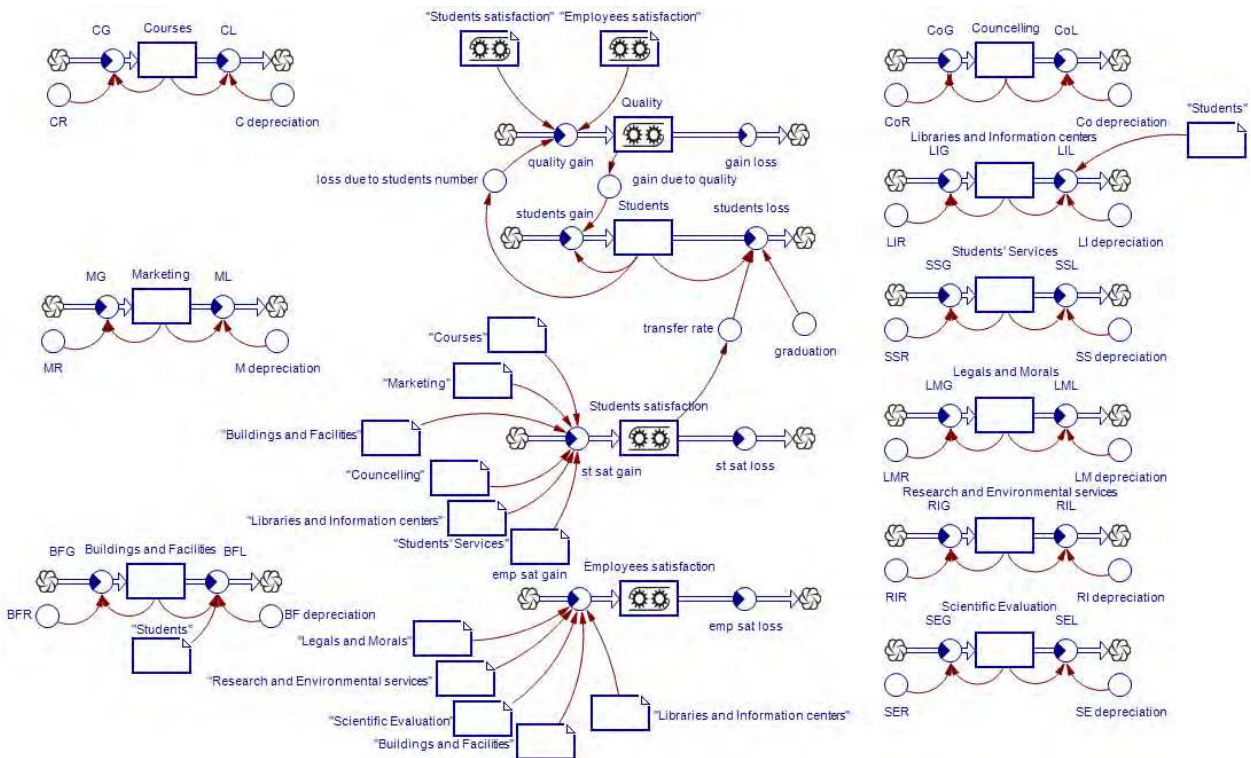 CG
Courses
CL
CR
C depreciation
MG
Marketing
ML
MR
M depreciation
BFG
Buildings and Facilities
BFL
BFR
BF depreciation
"Students"
"Students satisfaction"
"Employees satisfaction"
Quality
quality gain
gain loss
loss due to students number
gain due to quality
students gain
Students
students loss
transfer rate
graduation
"Courses"
"Marketing"
"Buildings and Facilities"
"Councelling"
"Libraries and Information centers"
"Students' Services"
Students satisfaction
st sat gain
st sat loss
emp sat gain
Employees satisfaction
emp sat loss
"Legals and Morals"
"Research and Environmental services"
"Scientific Evaluation"
"Buildings and Facilities"
"Libraries and Information centers"
CoG
Councelling
CoL
CoR
Co depreciation
Libraries and Information centers
"Students"
LIG
LIL
LIR
LI depreciation
Students' Services
SSG
SSL
SSR
SS depreciation
Legals and Morals
LMG
LML
LMR
LM depreciation
Research and Environmental services
RIG
RIL
RIR
RI depreciation
Scientific Evaluation
SEG
SEL
SER
SE depreciation